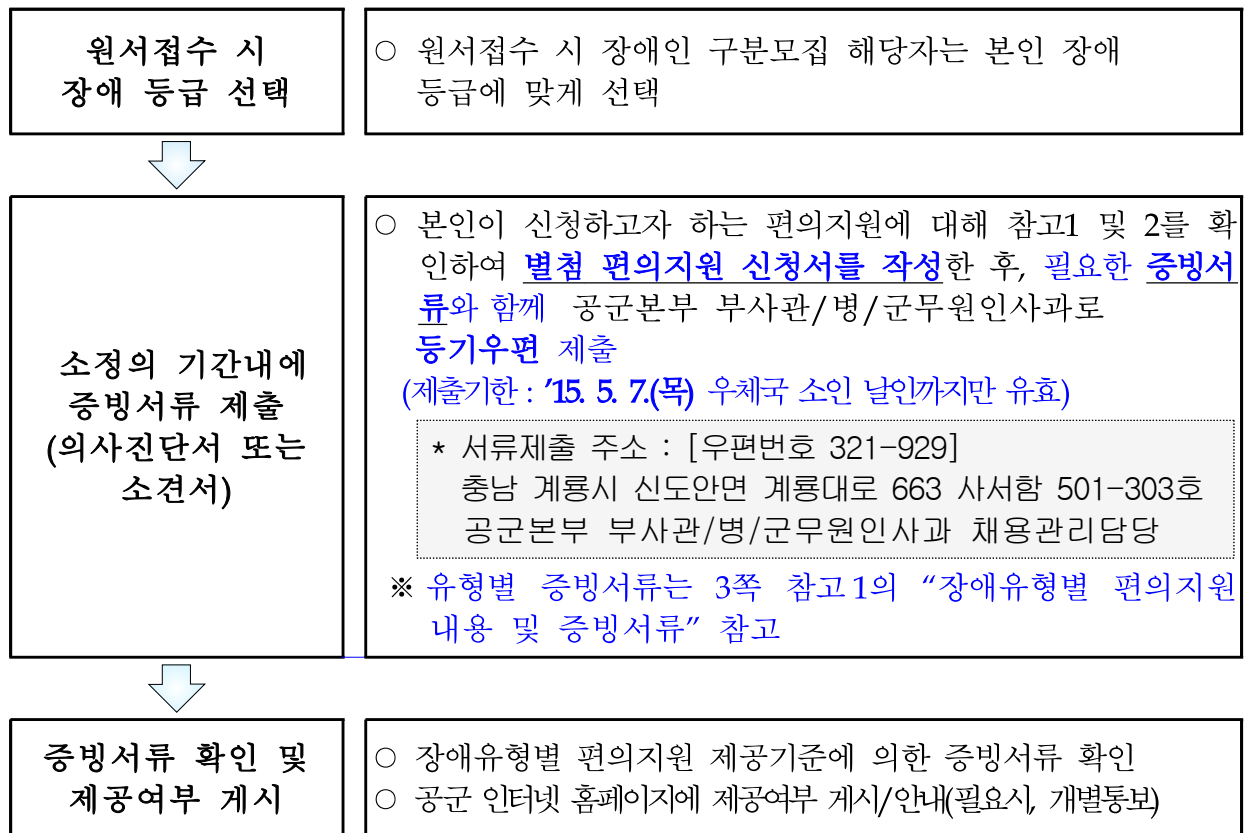 원서접수 시
장애 등급 선택
○ 원서접수 시 장애인 구분모집 해당자는 본인 장애
등급에 맞게 선택
소정의 기간내에
증빙서류 제출
(의사진단서 또는
소견서)
○ 본인이 신청하고자 하는 편의지원에 대해 참고1 및 2를 확
인하여 별첨 편의지원 신청서를 작성한 후, 필요한 증빙서
류와 함께 공군본부 부사관/병/군무원인사과로
등기우편 제출
(제출기한 : ’15. 5. 7.(목) 우체국 소인 날인까지만 유효)
* 서류제출 주소 : [우편번호 321-929]
충남 계룡시 신도안면 계룡대로 663 사서함 501-303호
공군본부 부사관/병/군무원인사과 채용관리담당
※ 유형별 증빙서류는 3쪽 참고1의 “장애유형별 편의지원
내용 및 증빙서류” 참고
증빙서류 확인 및
제공여부 게시
○ 장애유형별 편의지원 제공기준에 의한 증빙서류 확인
○ 공군 인터넷 홈페이지에 제공여부 게시/안내(필요시, 개별통보)